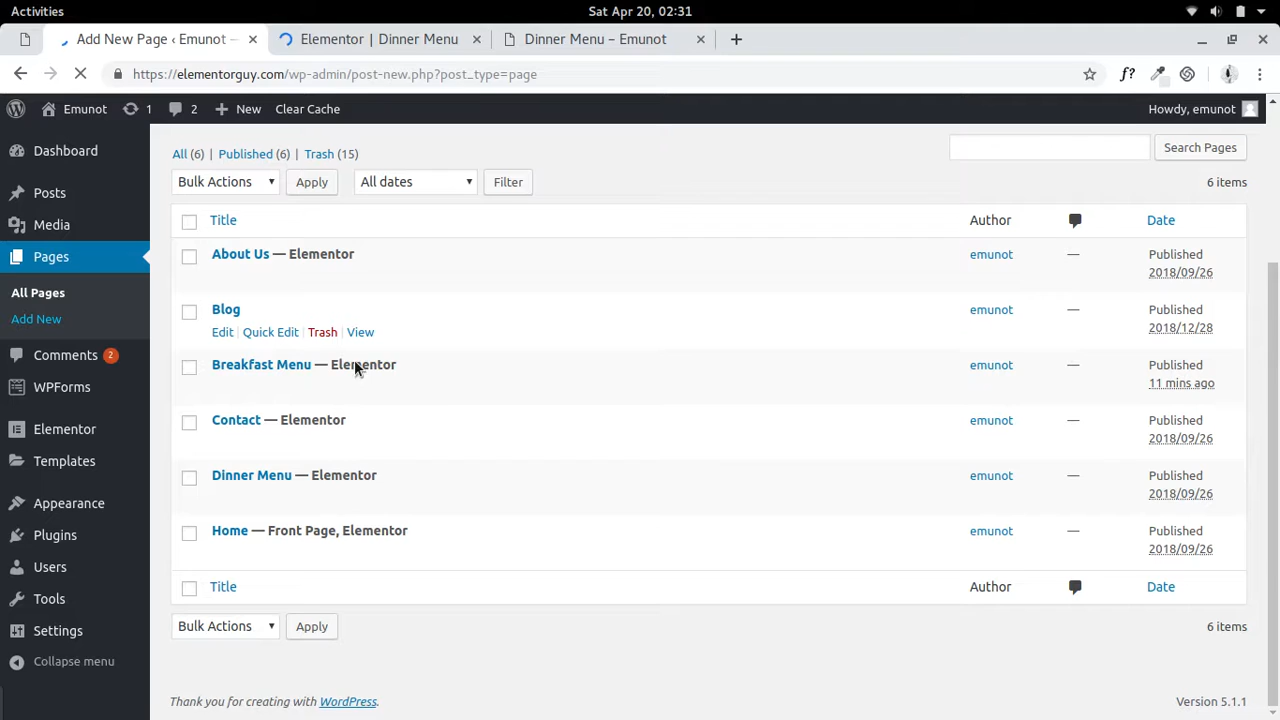 Activities
Sat Apr 20, 02:31
Add New Page ‹ Emunot —
Elementor | Dinner Menu
Dinner Menu – Emunot
https://elementorguy.com/wp-admin/post-new.php?post_type=page
f?
Emunot
1
2
New
Clear Cache
Howdy, emunot
Dashboard
Posts
Media
Pages
All Pages
Add New
Comments 2
WPForms
Elementor
Templates
Appearance
Plugins
Users
Tools
Settings
Collapse menu
All (6) | Published (6) | Trash (15)
Search Pages
Bulk Actions
Apply
All dates
Filter
6 items
Title
Author
Date
About Us — Elementor
emunot
—
Published
2018/09/26
Blog
emunot
—
Published
2018/12/28
Edit | Quick Edit | Trash | View
Breakfast Menu — Elementor
emunot
—
Published
11 mins ago
Contact — Elementor
emunot
—
Published
2018/09/26
Dinner Menu — Elementor
emunot
—
Published
2018/09/26
Home — Front Page, Elementor
emunot
—
Published
2018/09/26
Title
Author
Date
Bulk Actions
Apply
6 items
Thank you for creating with WordPress.
Version 5.1.1